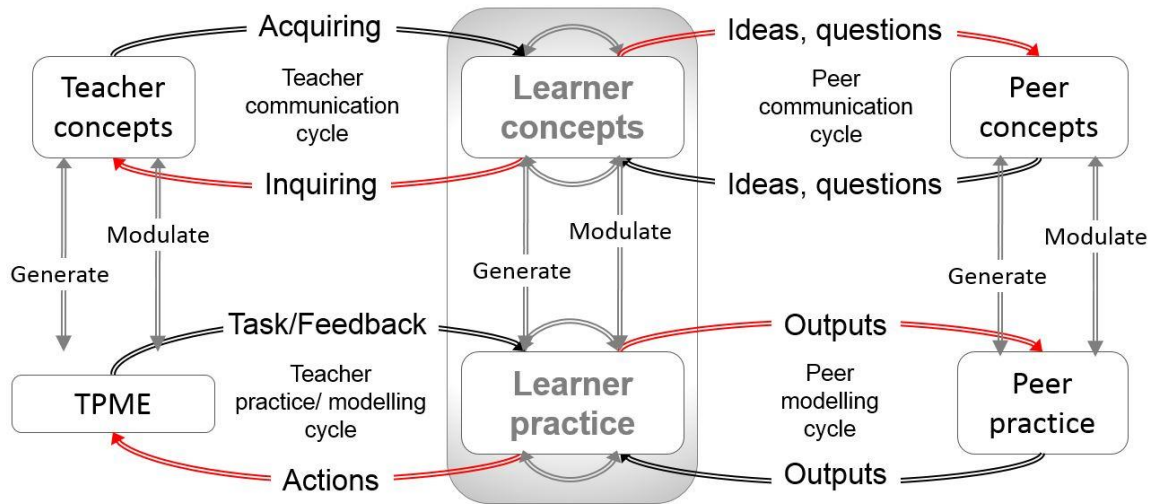 Acquiring
Ideas, questions
Teacher
concepts
Teacher
communication
cycle
Learner
concepts
Peer
communication
cycle
Peer
concepts
Inquiring
Ideas, questions
Modulate
Generate
Modulate
Generate
Modulate
Generate
Task/Feedback
Outputs
TPME
Teacher
practice/ modelling
cycle
Learner
practice
Peer
modelling
cycle
Peer
practice
Actions
Outputs